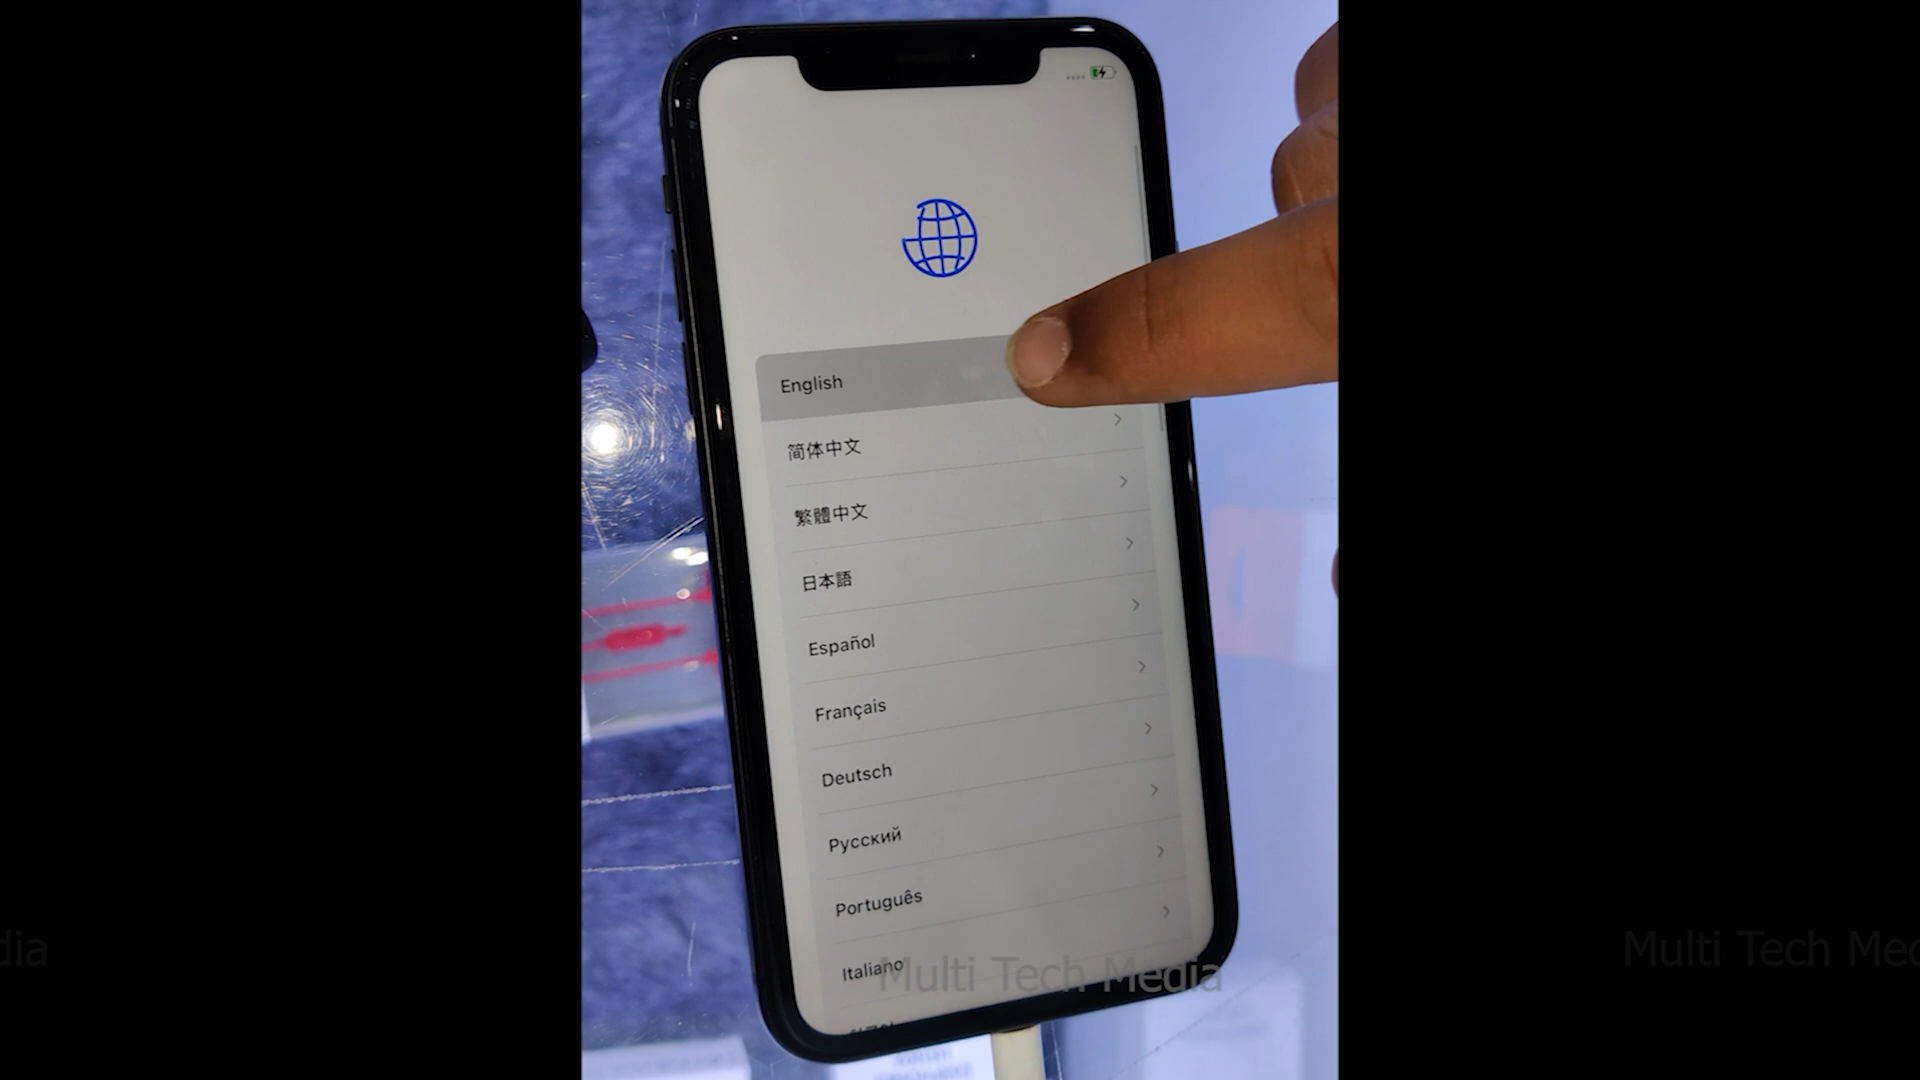 English
简体中文
繁體中文
日本語
Español
Français
Deutsch
Русский
Português
Italiano
Multi Tech Media
dia
Multi Tech Med